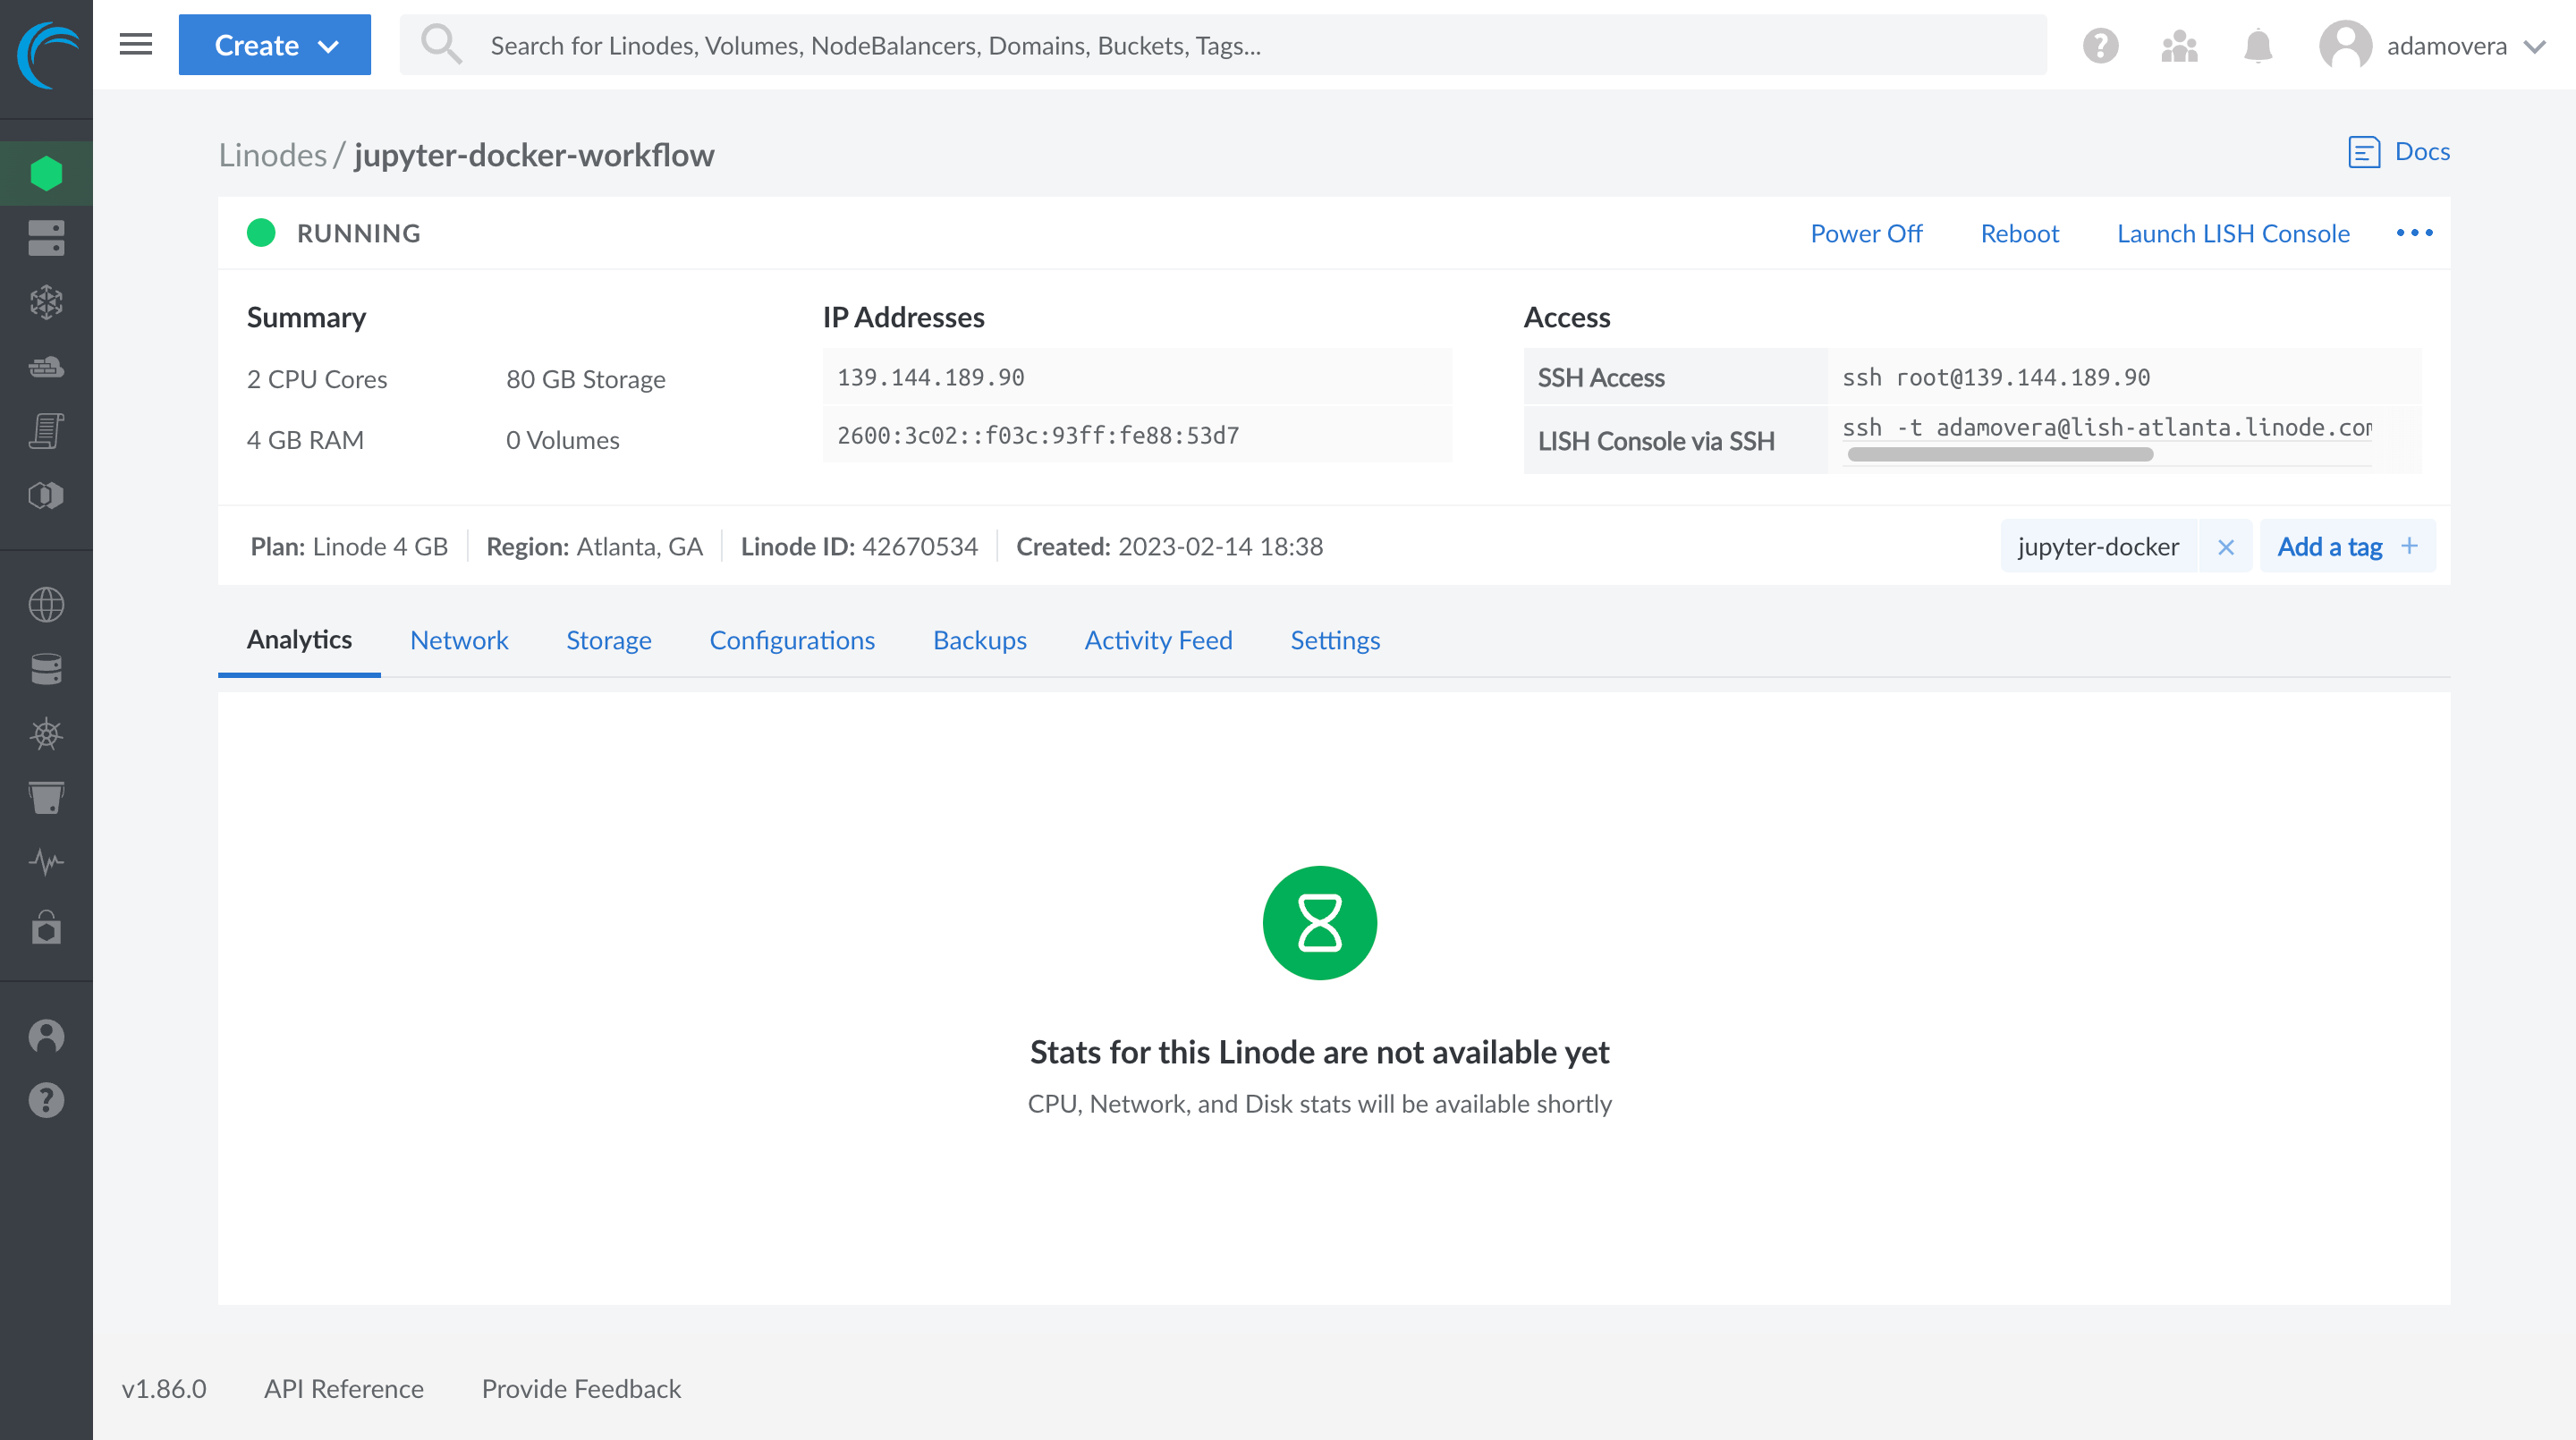 Create
Search for Linodes, Volumes, NodeBalancers, Domains, Buckets, Tags...
adamovera
Linodes / jupyter-docker-workflow
Docs
RUNNING
Power Off Reboot Launch LISH Console
Summary
2 CPU Cores 80 GB Storage
4 GB RAM 0 Volumes
IP Addresses
139.144.189.90
2600:3c02::f03c:93ff:fe88:53d7
Access
SSH Access ssh root@139.144.189.90
LISH Console via SSH ssh -t adamovera@lish-atlanta.linode.com
Plan: Linode 4 GB Region: Atlanta, GA Linode ID: 42670534 Created: 2023-02-14 18:38
jupyter-docker × Add a tag +
Analytics Network Storage Configurations Backups Activity Feed Settings
Stats for this Linode are not available yet
CPU, Network, and Disk stats will be available shortly
v1.86.0 API Reference Provide Feedback